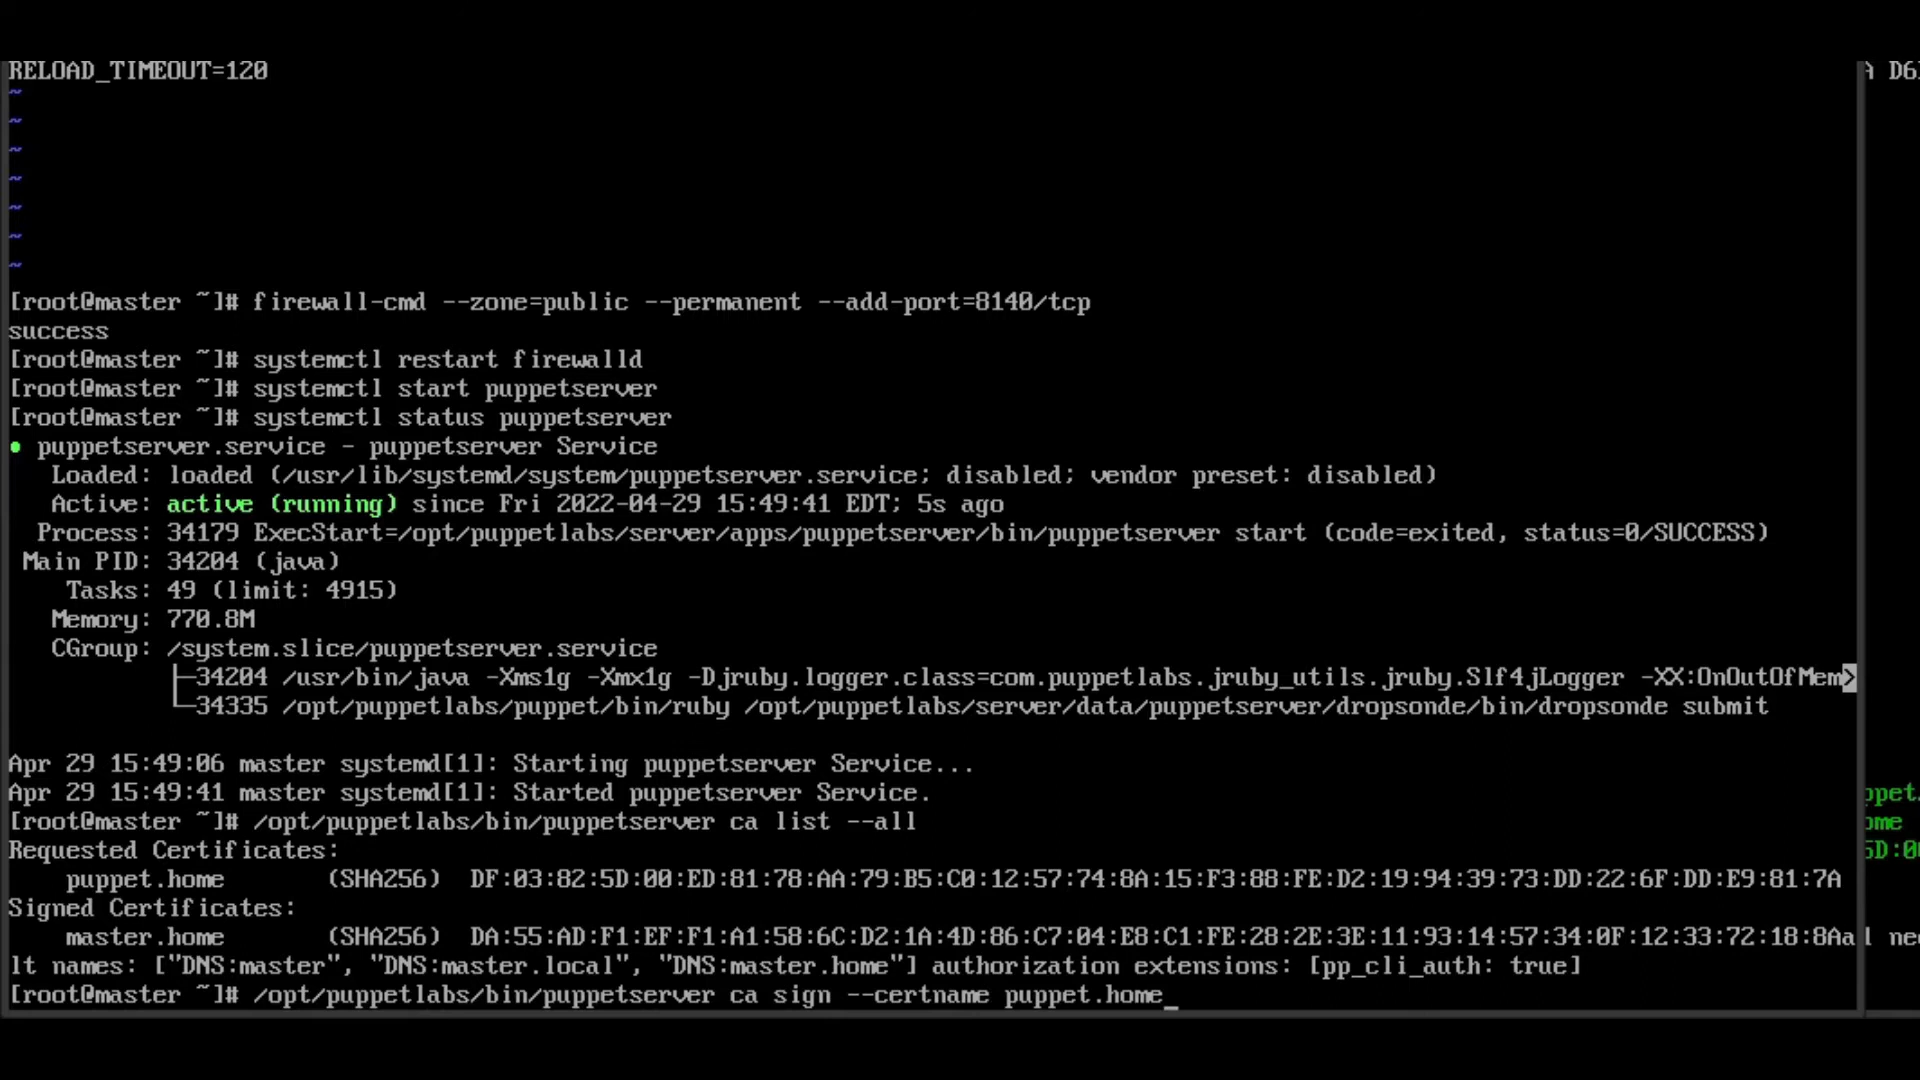 RELOAD_TIMEOUT=120
~
~
~
~
~
~
~
[root@master ~]# firewall-cmd --zone=public --permanent --add-port=8140/tcp
success
[root@master ~]# systemctl restart firewalld
[root@master ~]# systemctl start puppetserver
[root@master ~]# systemctl status puppetserver
● puppetserver.service - puppetserver Service
Loaded: loaded (/usr/lib/systemd/system/puppetserver.service; disabled; vendor preset: disabled)
Active: active (running) since Fri 2022-04-29 15:49:41 EDT; 5s ago
Process: 34179 ExecStart=/opt/puppetlabs/server/apps/puppetserver/bin/puppetserver start (code=exited, status=0/SUCCESS)
Main PID: 34204 (java)
Tasks: 49 (limit: 4915)
Memory: 770.8M
CGroup: /system.slice/puppetserver.service
├─34204 /usr/bin/java -Xms1g -Xmx1g -Djruby.logger.class=com.puppetlabs.jruby_utils.jruby.Slf4jLogger -XX:OnOutOfMem>
└─34335 /opt/puppetlabs/puppet/bin/ruby /opt/puppetlabs/server/data/puppetserver/dropsonde/bin/dropsonde submit
Apr 29 15:49:06 master systemd[1]: Starting puppetserver Service...
Apr 29 15:49:41 master systemd[1]: Started puppetserver Service.
[root@master ~]# /opt/puppetlabs/bin/puppetserver ca list --all
Requested Certificates:
puppet.home (SHA256) DF:03:82:5D:00:ED:81:78:AA:79:B5:C0:12:57:74:8A:15:F3:88:FE:D2:19:94:39:73:DD:22:6F:DD:E9:81:7A
Signed Certificates:
master.home (SHA256) DA:55:AD:F1:EF:F1:A1:58:6C:D2:1A:4D:86:C7:04:E8:C1:FE:28:2E:3E:11:93:14:57:34:0F:12:33:72:18:8Aa
lt names: ["DNS:master", "DNS:master.local", "DNS:master.home"] authorization extensions: [pp_cli_auth: true]
[root@master ~]# /opt/puppetlabs/bin/puppetserver ca sign --certname puppet.home_